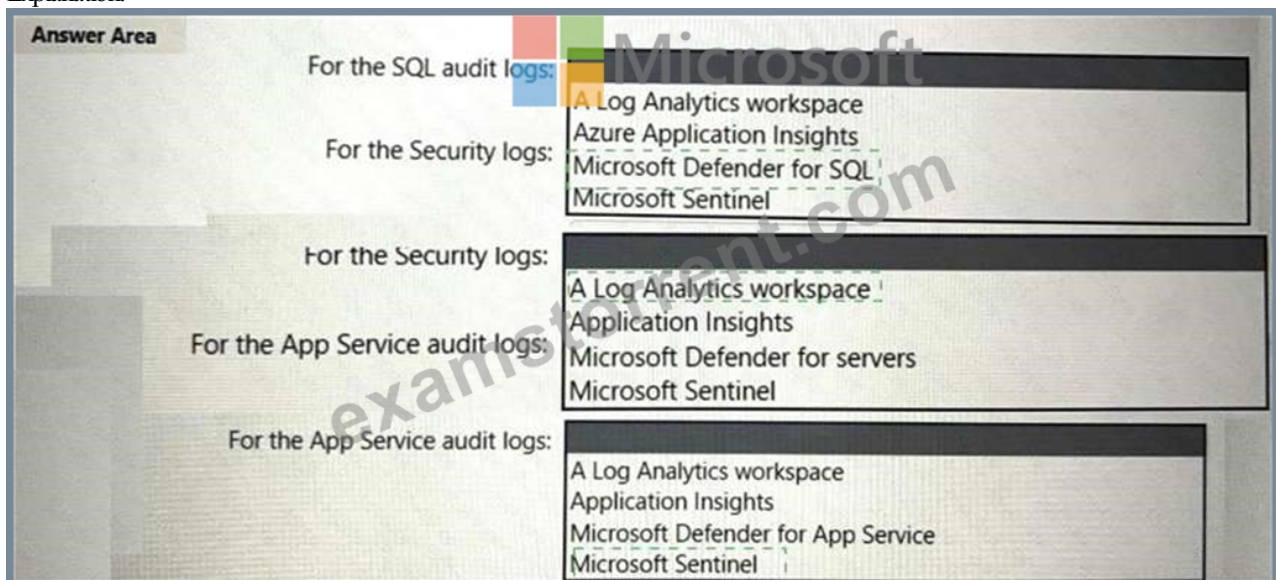 Answer Area
Microsoft
For the SQL audit logs:
A Log Analytics workspace
Azure Application Insights
For the Security logs:
Microsoft Defender for SQL
Microsoft Sentinel
For the Security logs:
A Log Analytics workspace
Application Insights
For the App Service audit logs:
Microsoft Defender for servers
Microsoft Sentinel
For the App Service audit logs:
A Log Analytics workspace
Application Insights
Microsoft Defender for App Service
Microsoft Sentinel
examstorrent.com